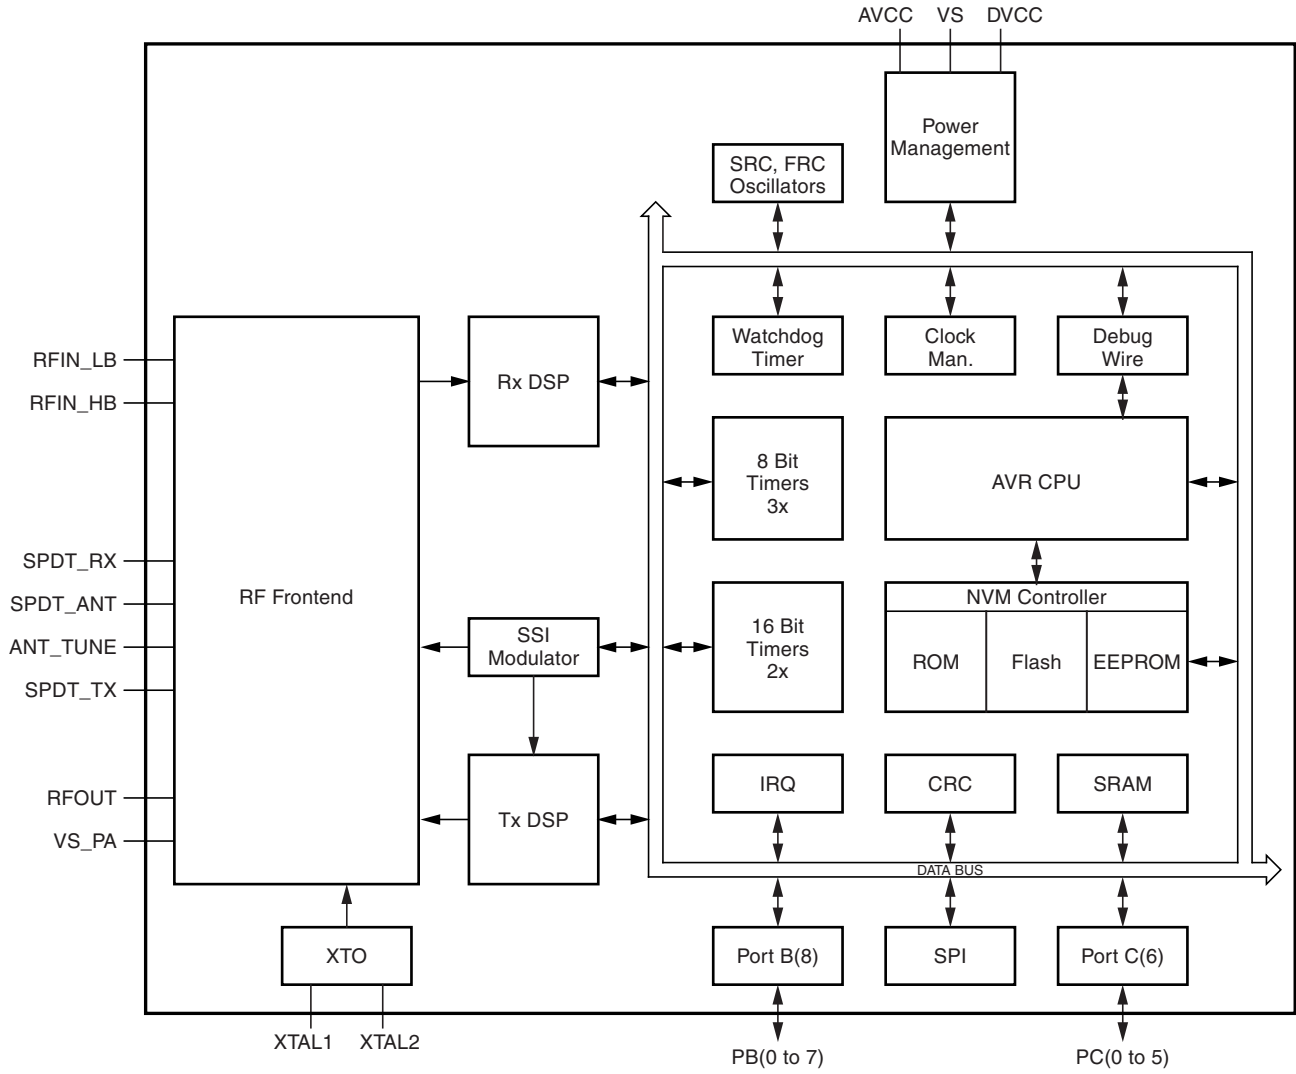 AVCC VS DVCC
Power
Management
SRC, FRC
Oscillators
RFIN_LB
RFIN_HB
Rx DSP
Watchdog
Timer
Clock
Man.
Debug
Wire
8 Bit
Timers
3x
AVR CPU
SPDT_RX
SPDT_ANT
ANT_TUNE
SPDT_TX
RF Frontend
SSI
Modulator
16 Bit
Timers
2x
NVM Controller
ROM
Flash
EEPROM
RFOUT
VS_PA
Tx DSP
IRQ
CRC
SRAM
DATA BUS
XTO
Port B(8)
SPI
Port C(6)
XTAL1
XTAL2
PB(0 to 7)
PC(0 to 5)